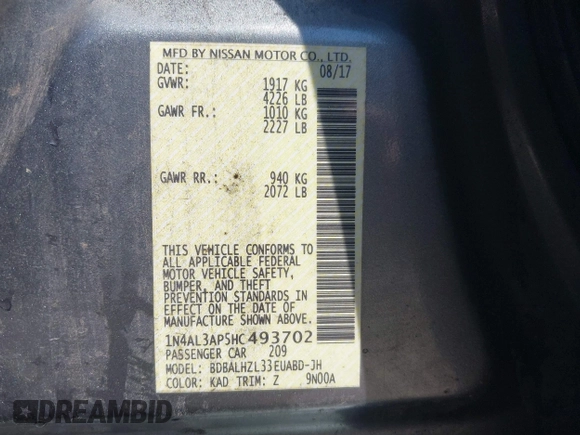 MFD BY NISSAN MOTOR CO., LTD.
DATE: 08/17
GVWR: 1917 KG
4226 LB
GAWR FR.: 1010 KG
2227 LB
GAWR RR.: 940 KG
2072 LB
THIS VEHICLE CONFORMS TO
ALL APPLICABLE FEDERAL
MOTOR VEHICLE SAFETY,
BUMPER, AND THEFT
PREVENTION STANDARDS
IN EFFECT ON THE DATE OF
MANUFACTURE SHOWN ABOVE.
1N4AL3AP5HC493702
PASSENGER CAR 209
MODEL: BDBALHZL33EUABD-JH
COLOR: KAD TRIM: Z 9N00A
DREAMBID